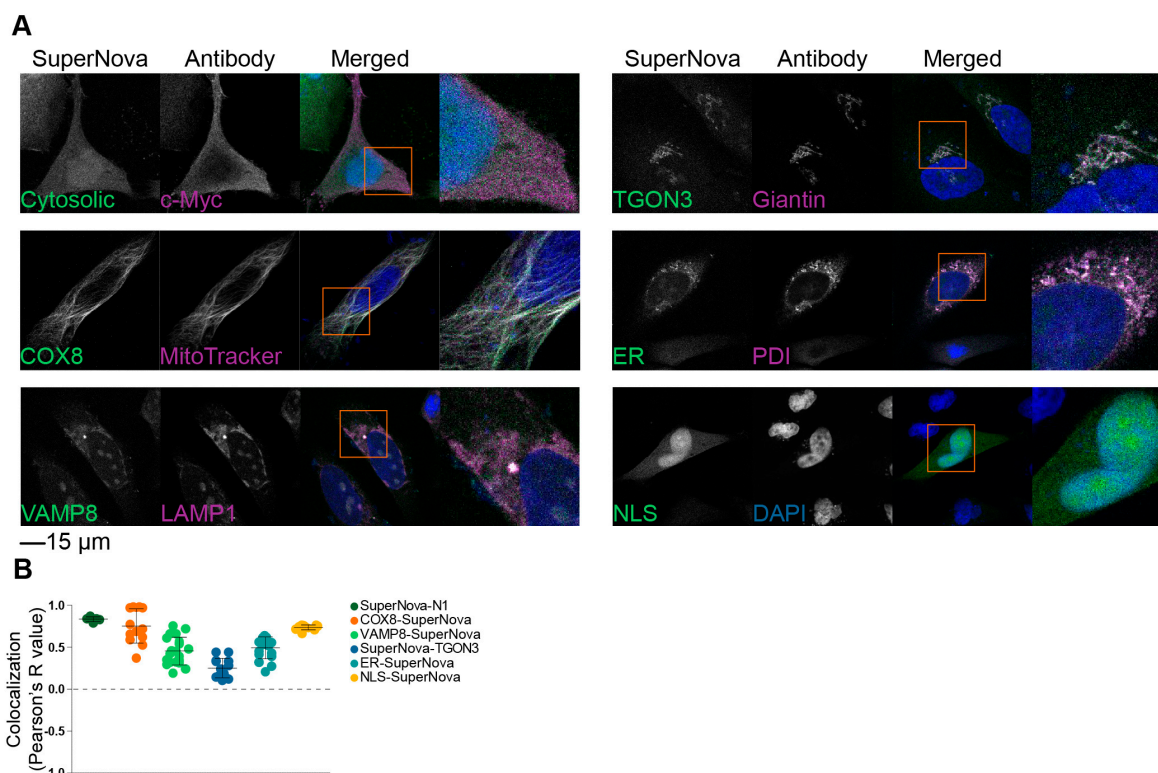 A
SuperNova Antibody Merged
SuperNova Antibody Merged
Cytosolic c-Myc
TGON3 Giantin
COX8 MitoTracker
ER PDI
VAMP8 LAMP1
NLS DAPI
15 µm
B
Colocalization
(Pearson's R value)
1.0
0.5
0.0
-0.5
-1.0
SuperNova-N1
COX8-SuperNova
VAMP8-SuperNova
SuperNova-TGON3
ER-SuperNova
NLS-SuperNova